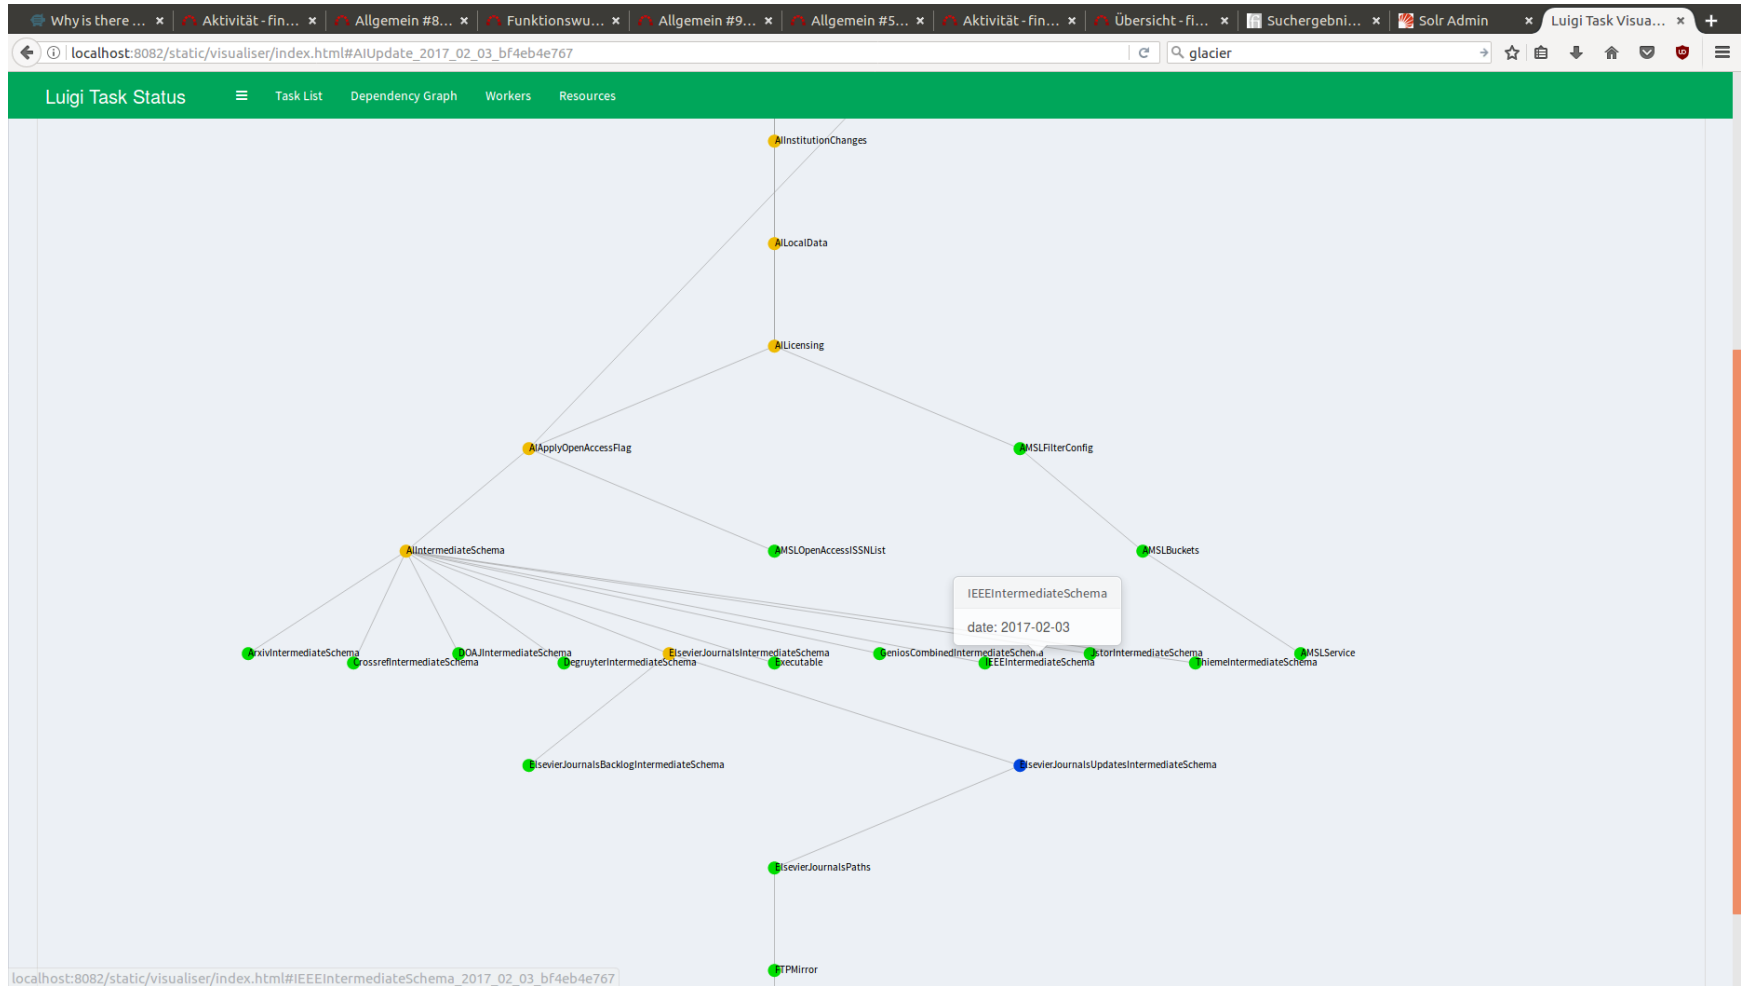 Why is there ... × Aktivität - fin... × Allgemein #8... × Funktionswu... × Allgemein #9... × Allgemein #5... × Aktivität - fin... × Übersicht - fi... × Suchergebni... × Solr Admin × Luigi Task Visua... × +
localhost:8082/static/visualiser/index.html#AIUpdate_2017_02_03_bf4eb4e767 glacier
Luigi Task Status Task List Dependency Graph Workers Resources
AIInstitutionChanges
AILocalData
AILicensing
AIApplyOpenAccessFlag AMSLFilterConfig
AIIntermediateSchema AMSLOpenAccessISSNList AMSLBuckets
IEEEIntermediateSchema
date: 2017-02-03
ArxivIntermediateSchema DOAJIntermediateSchema ElsevierJournalsIntermediateSchema GeniosCombinedIntermediateSchema JstorIntermediateSchema AMSLService
CrossrefIntermediateSchema DegruyterIntermediateSchema Executable IEEEIntermediateSchema ThiemeIntermediateSchema
ElsevierJournalsBacklogIntermediateSchema ElsevierJournalsUpdatesIntermediateSchema
ElsevierJournalsPaths
FTPMirror
localhost:8082/static/visualiser/index.html#IEEEIntermediateSchema_2017_02_03_bf4eb4e767